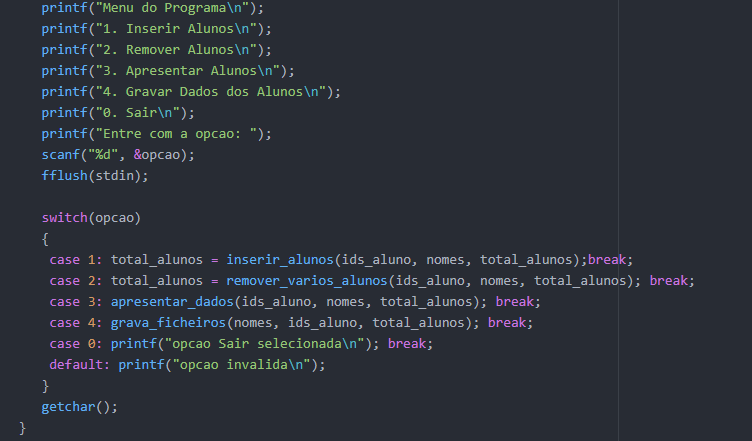 printf("Menu do Programa\n");
printf("1. Inserir Alunos\n");
printf("2. Remover Alunos\n");
printf("3. Apresentar Alunos\n");
printf("4. Gravar Dados dos Alunos\n");
printf("0. Sair\n");
printf("Entre com a opcao: ");
scanf("%d", &opcao);
fflush(stdin);
switch(opcao)
{
case 1: total_alunos = inserir_alunos(ids_aluno, nomes, total_alunos);break;
case 2: total_alunos = remover_varios_alunos(ids_aluno, nomes, total_alunos); break;
case 3: apresentar_dados(ids_aluno, nomes, total_alunos); break;
case 4: grava_ficheiros(nomes, ids_aluno, total_alunos); break;
case 0: printf("opcao Sair selecionada\n"); break;
default: printf("opcao invalida\n");
}
getchar();
}